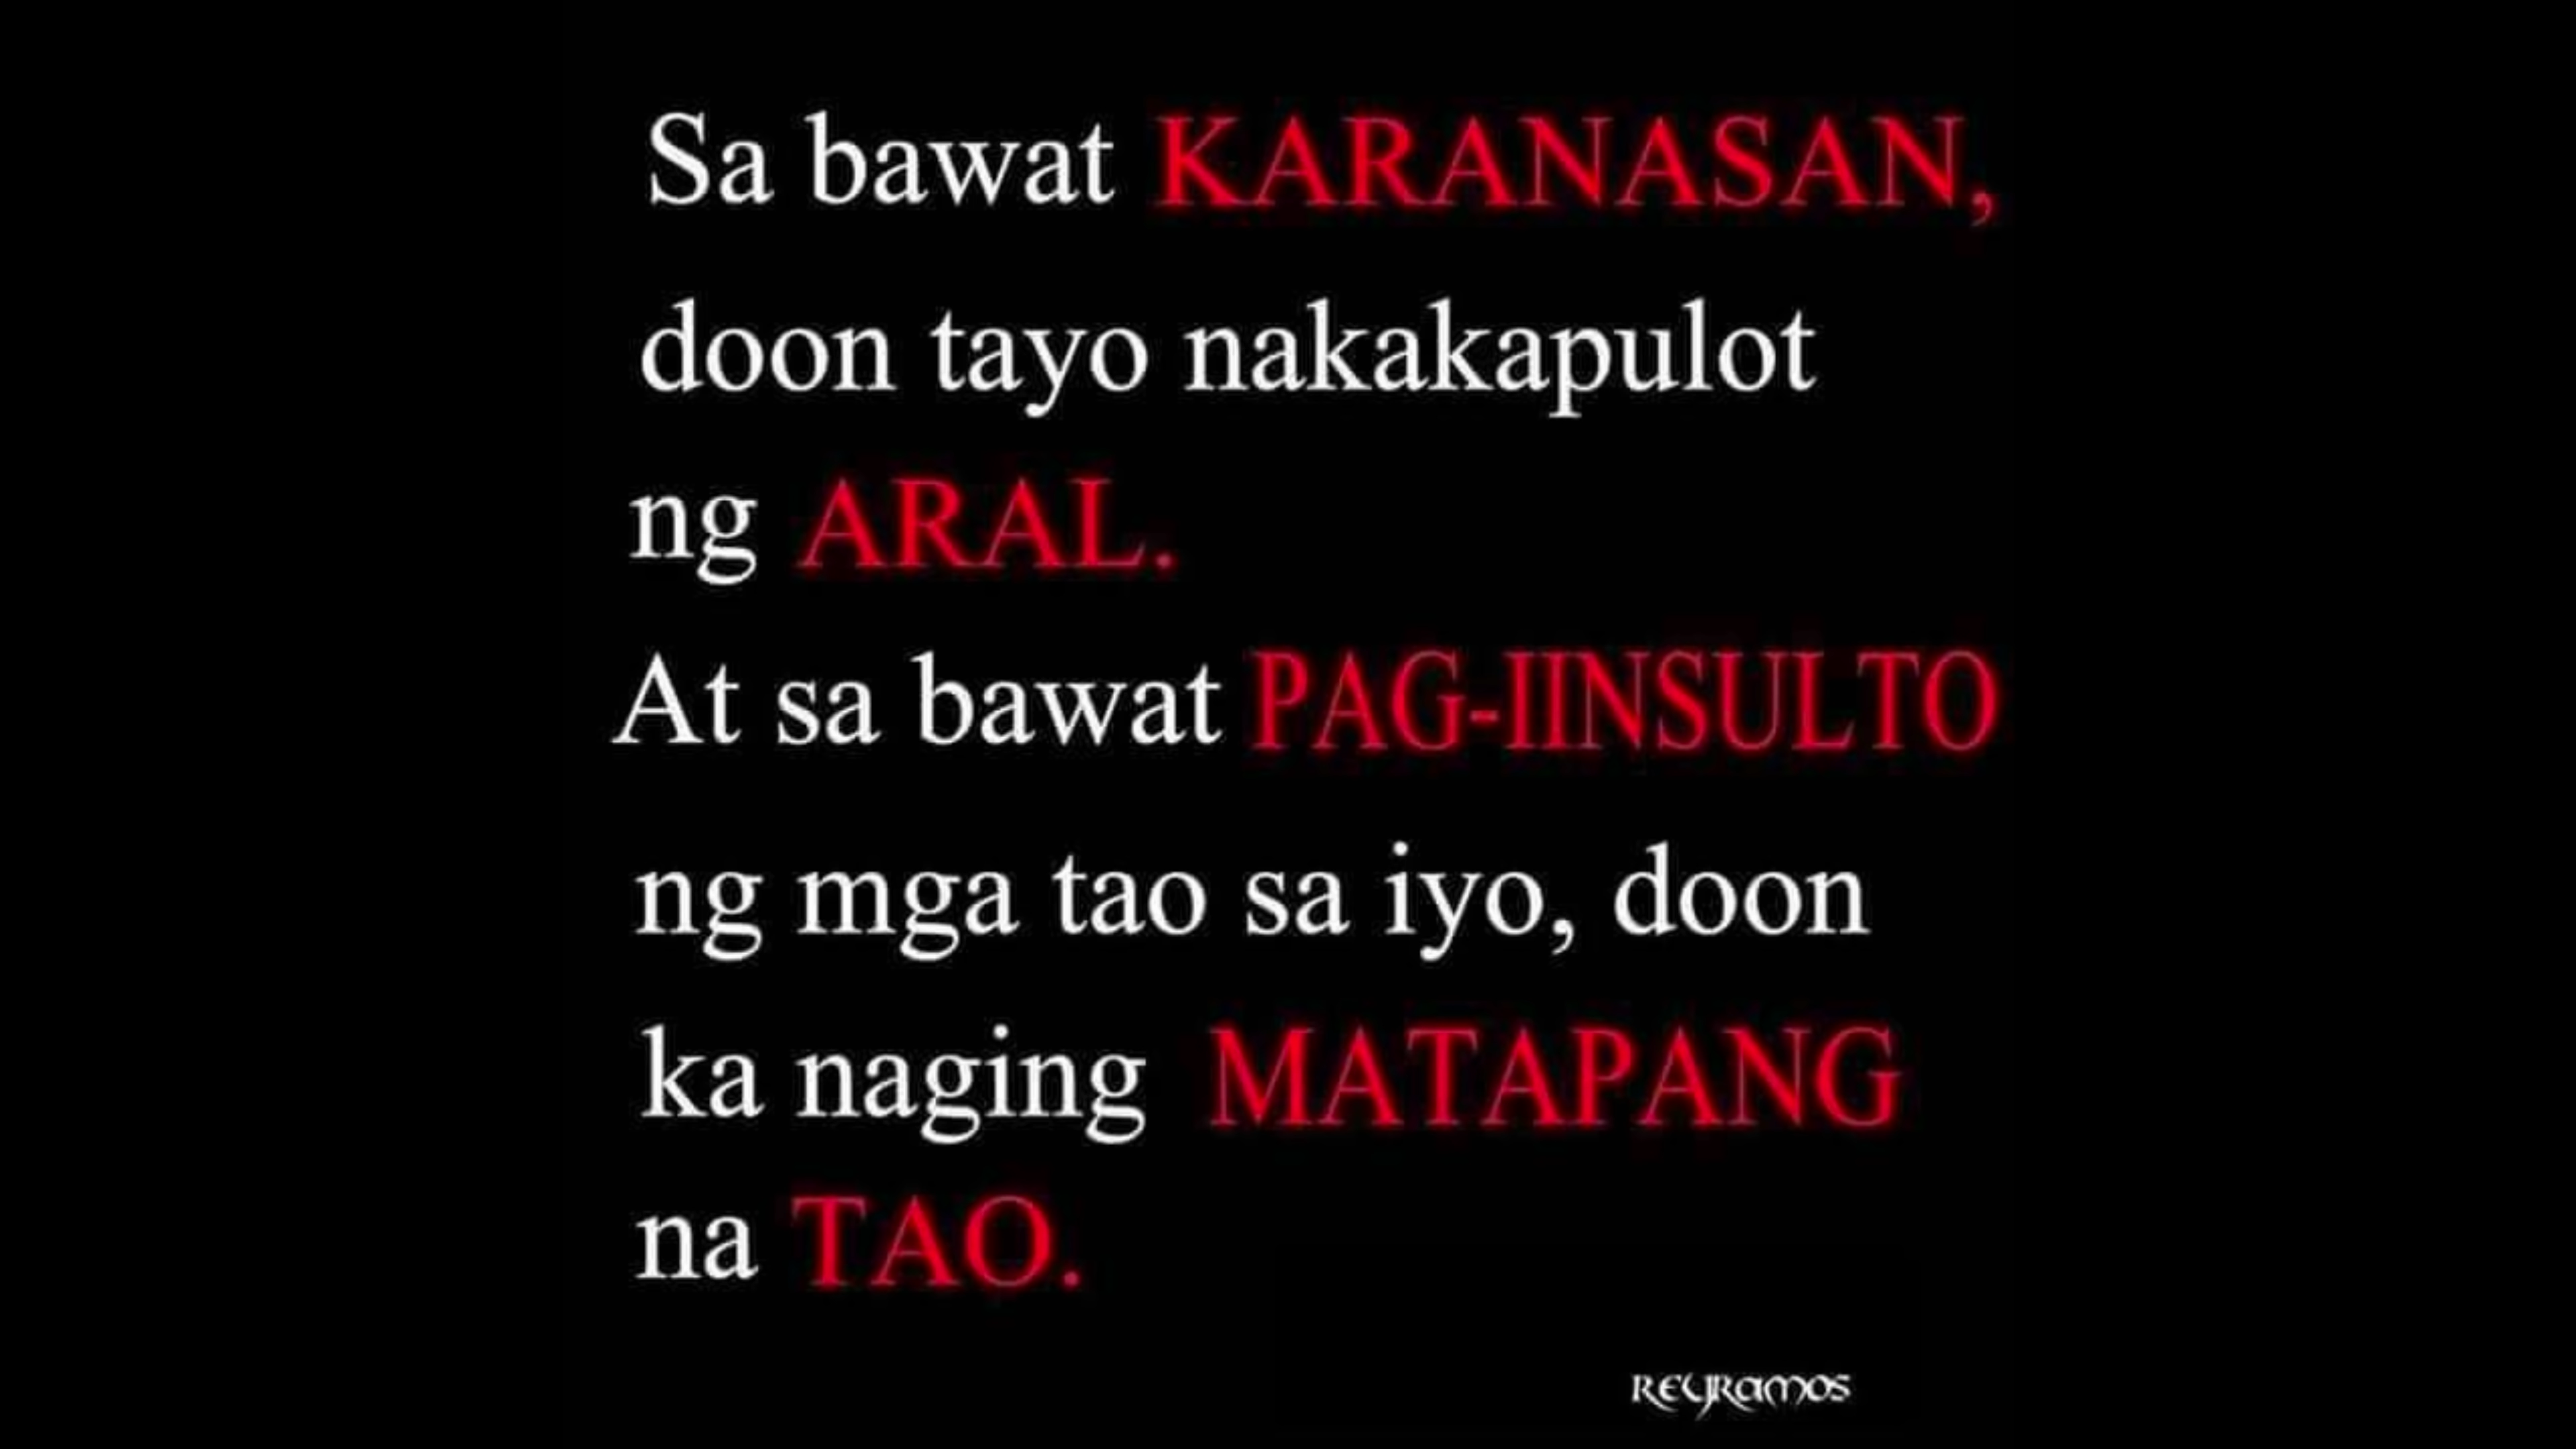 Sa bawat KARANASAN,
doon tayo nakakapulot
ng ARAL.
At sa bawat PAG-IINSULTO
ng mga tao sa iyo, doon
ka naging MATAPANG
na TAO.
REYRAMOS